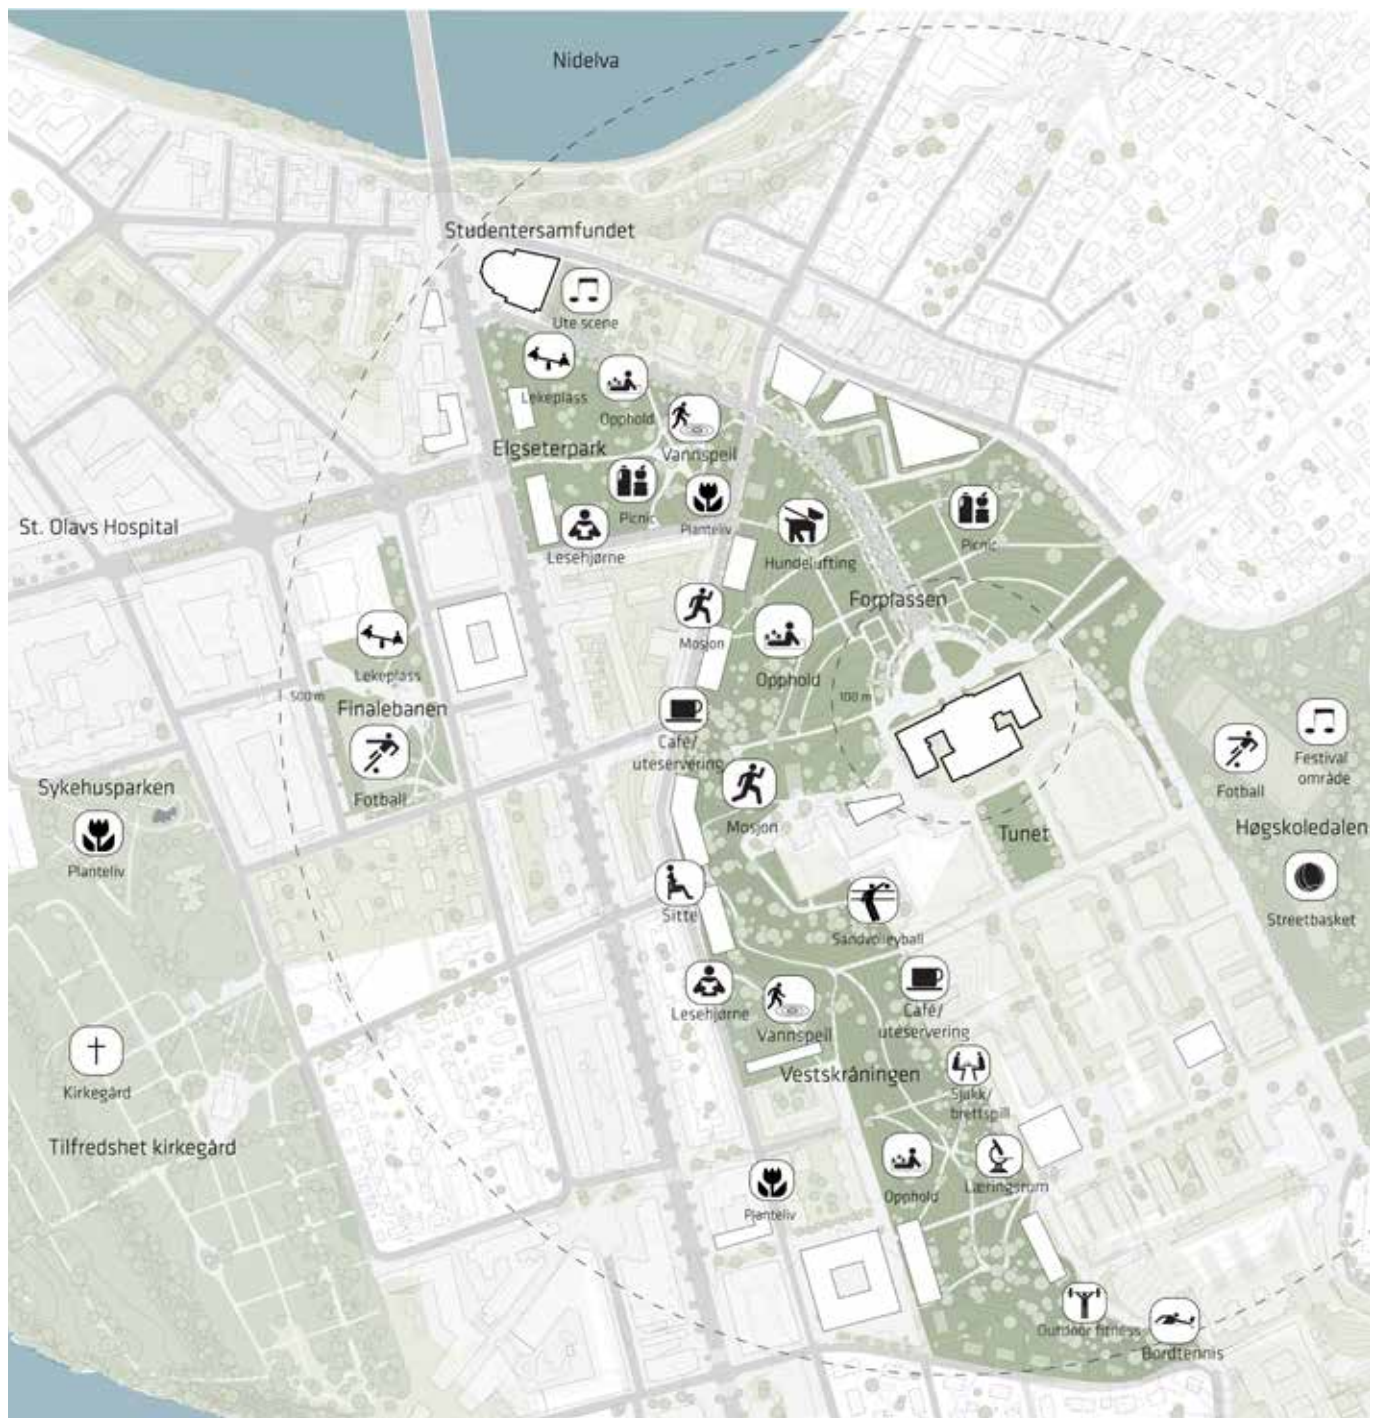 Nidelva
Studentersamfundet
Ute scene
Lekeplass
Opphold
Elgseterpark
Vannspeil
Picnic
Planteliv
Picnic
St. Olavs Hospital
Lesehjørne
Hundelufting
Forplassen
Mosjon
Lekeplass
Opphold
500 m
100 m
Finalebanen
Café/
uteservering
Festival
område
Sykehusparken
Fotball
Fotball
Mosjon
Høgskoledalen
Tunet
Planteliv
Sitte
Streetbasket
Sandvolleyball
Lesehjørne
Vannspeil
Café/
uteservering
Vestskråningen
Kirkegård
Sjakk/
brettspill
Tilfredshet kirkegård
Opphold
Læringsrom
Planteliv
Outdoor fitness
Bordtennis